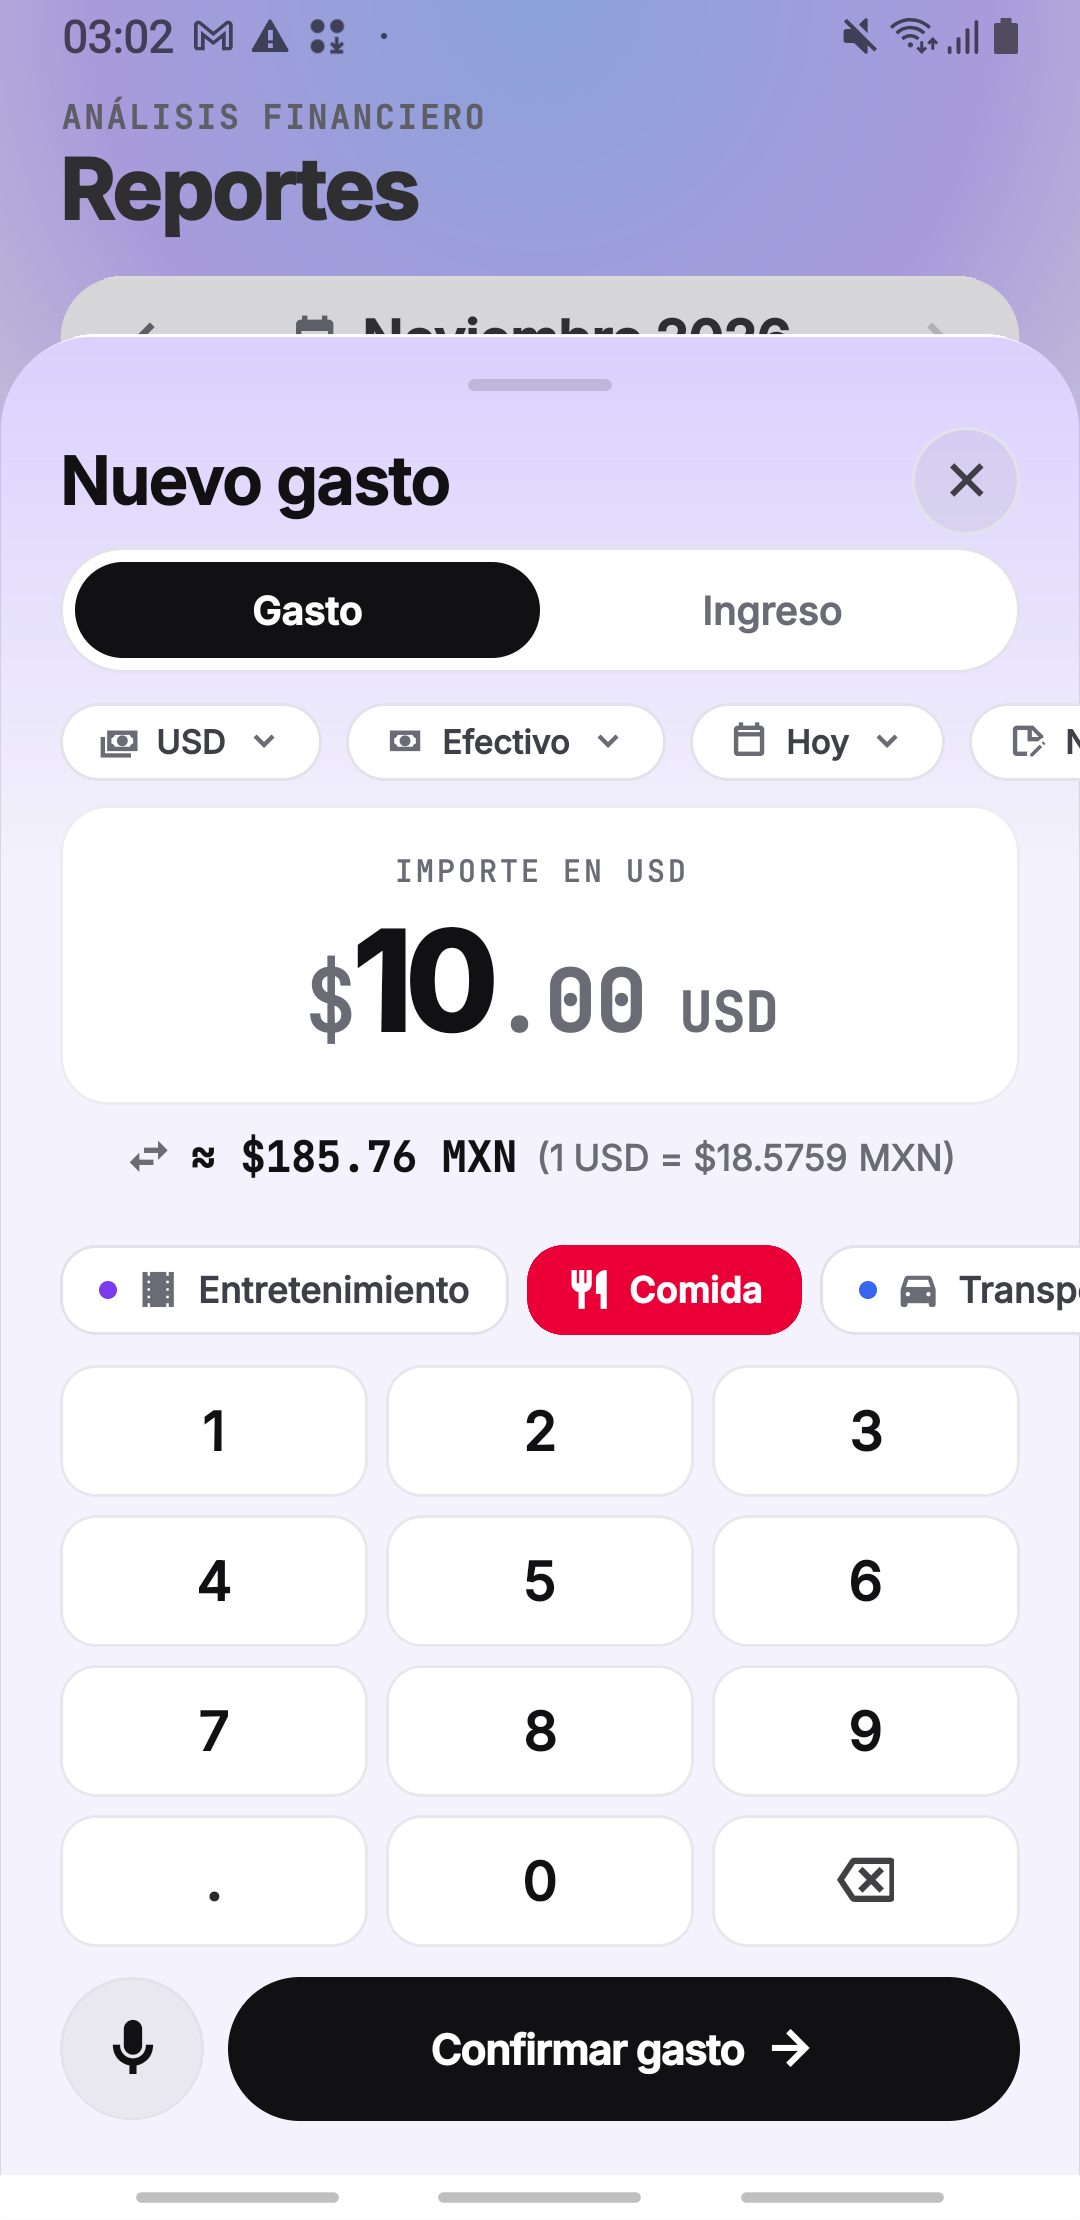 03:02
ANÁLISIS FINANCIERO
Reportes
Noviembre 2026
Nuevo gasto
Gasto Ingreso
USD Efectivo Hoy
IMPORTE EN USD
$10.00 USD
≈ $185.76 MXN (1 USD = $18.5759 MXN)
Entretenimiento Comida
1 2 3
4 5 6
7 8 9
. 0
Confirmar gasto →